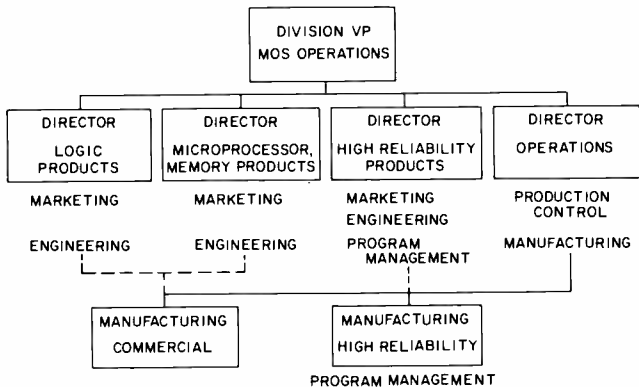 DIVISION VP
MOS OPERATIONS
DIRECTOR
LOGIC
PRODUCTS
DIRECTOR
MICROPROCESSOR,
MEMORY PRODUCTS
DIRECTOR
HIGH RELIABILITY
PRODUCTS
DIRECTOR
OPERATIONS
MARKETING
ENGINEERING
MARKETING
ENGINEERING
MARKETING
ENGINEERING
PROGRAM
MANAGEMENT
PRODUCTION
CONTROL
MANUFACTURING
MANUFACTURING
COMMERCIAL
MANUFACTURING
HIGH RELIABILITY
PROGRAM MANAGEMENT